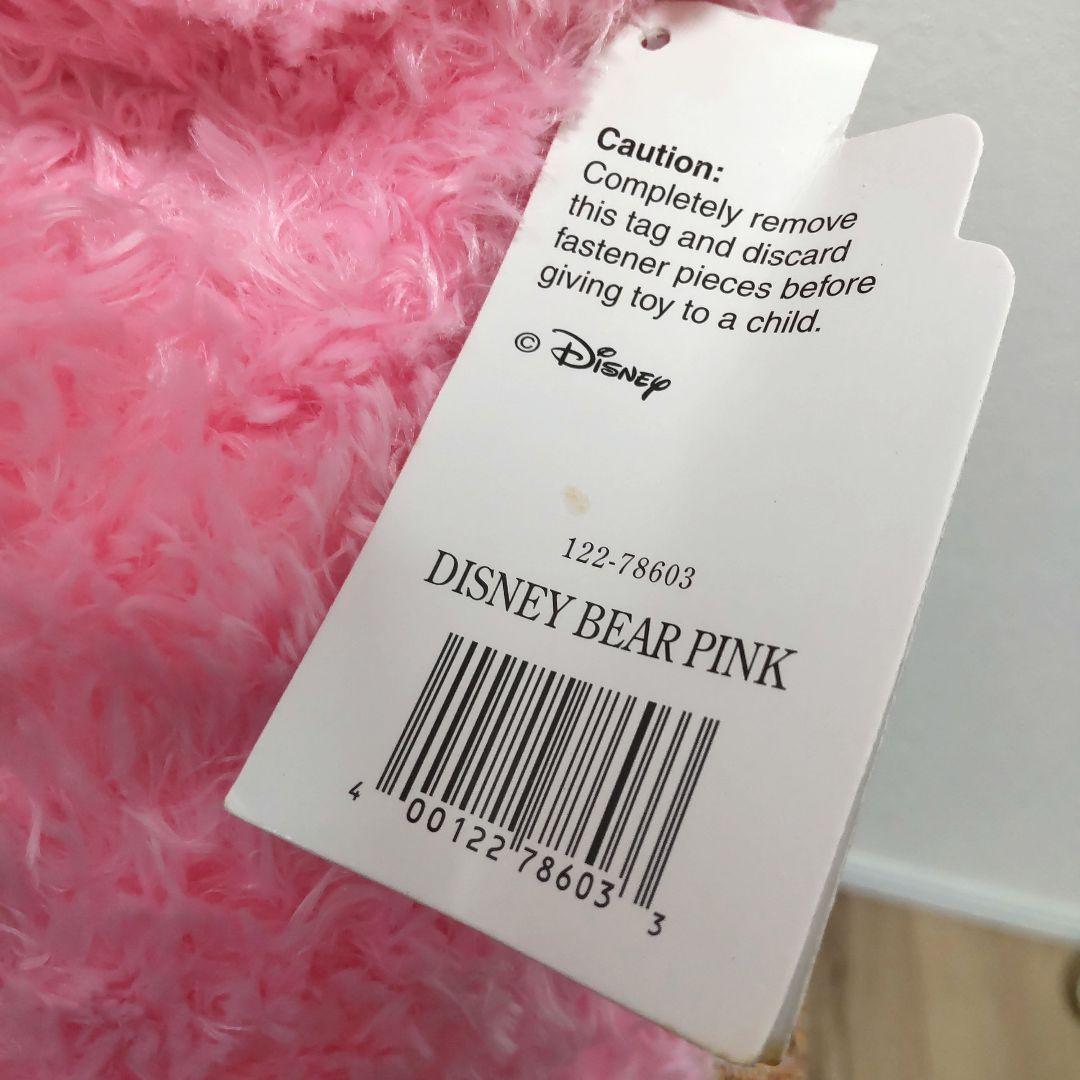 Caution:
Completely remove
this tag and discard
fastener pieces before
giving toy to a child.
© Disney
122-78603
DISNEY BEAR PINK
4 00122 78603 3